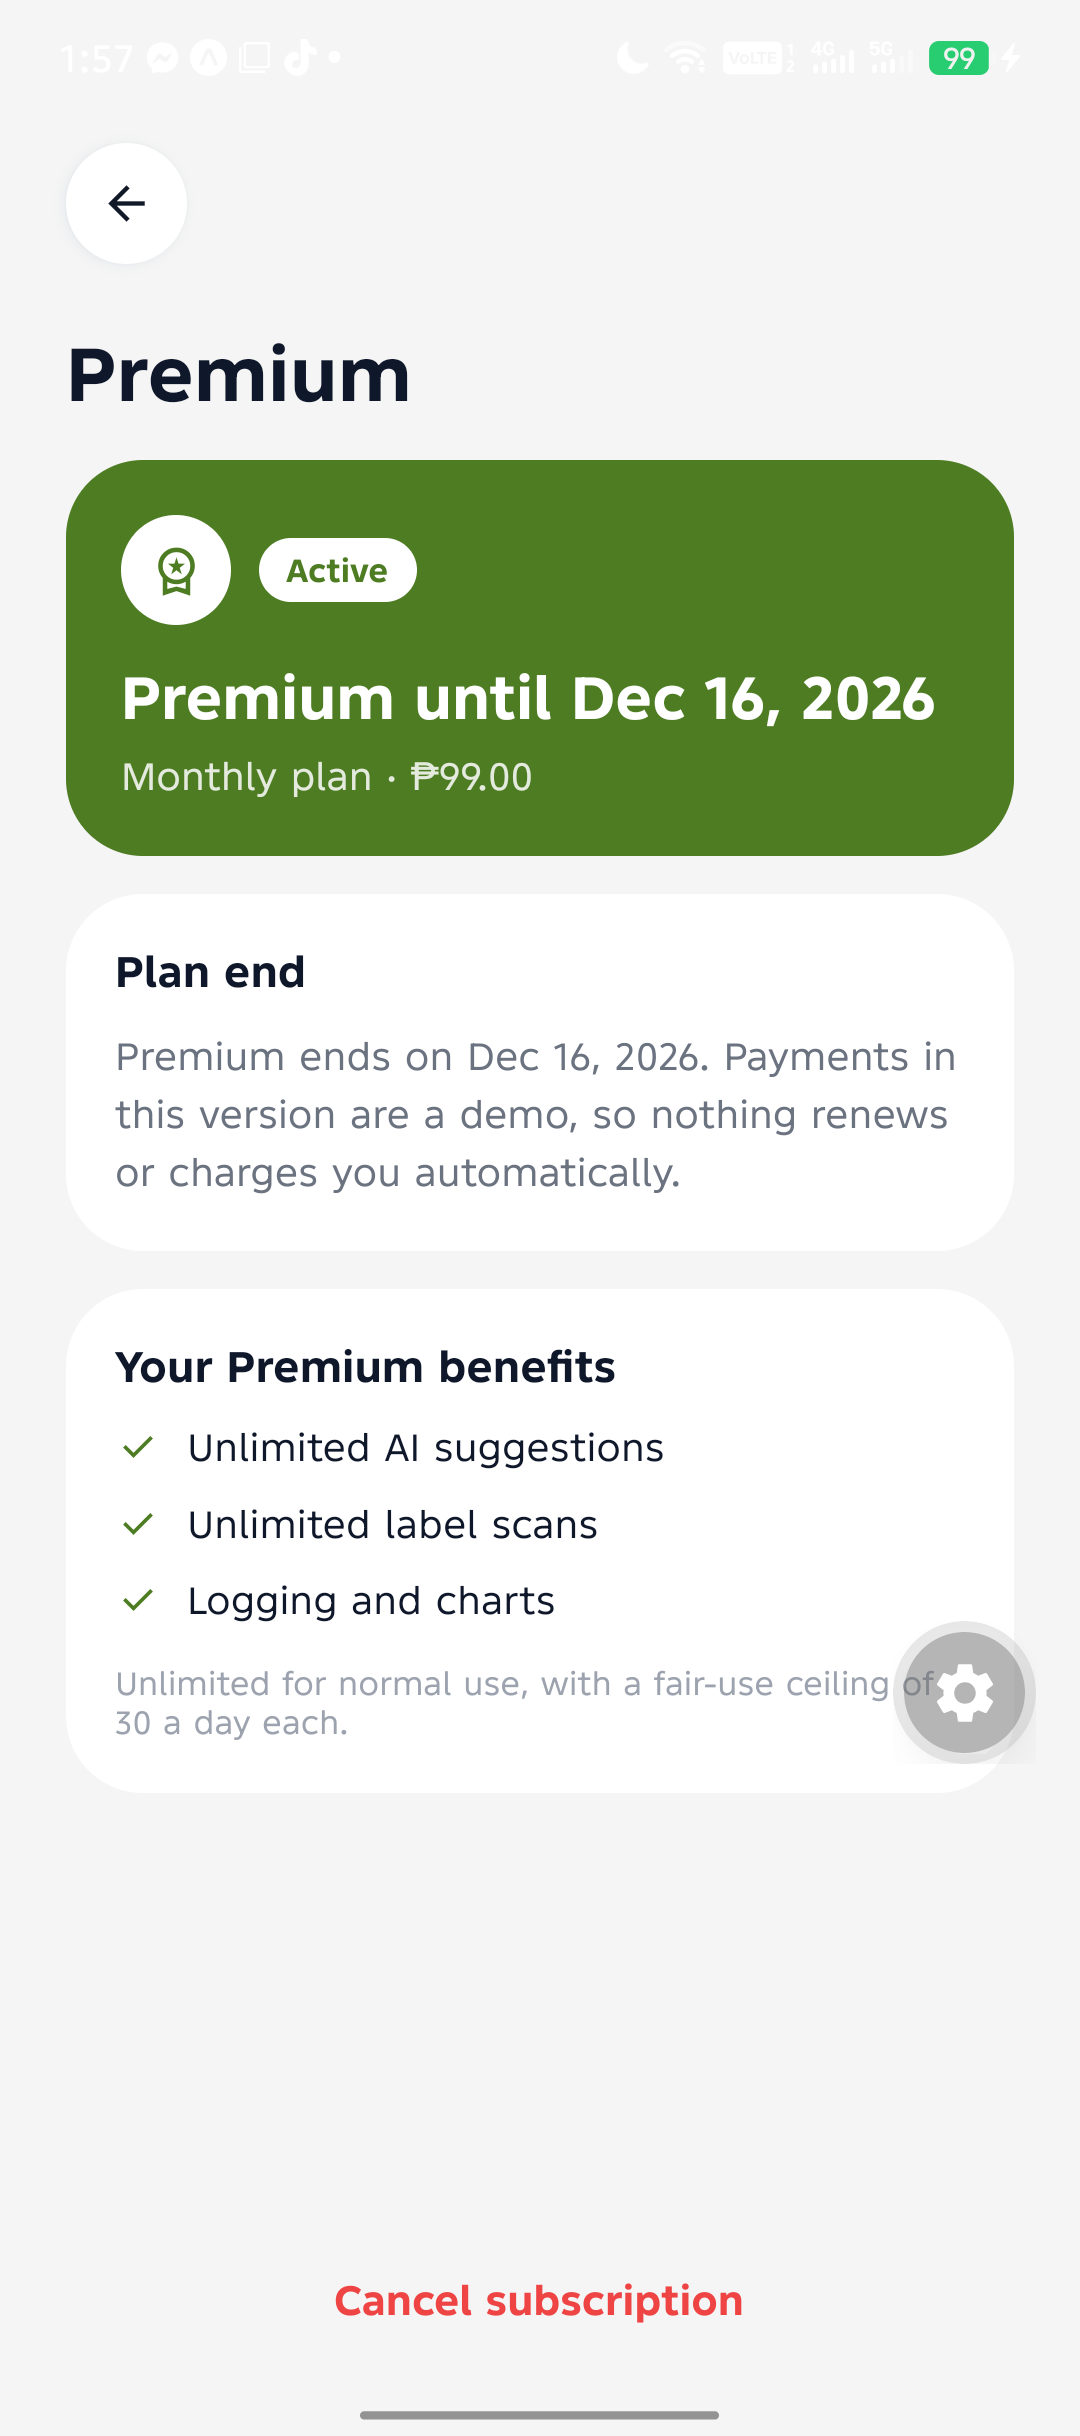 1:57
VoLTE 1 2 4G 5G 99
Premium
Active
Premium until Dec 16, 2026
Monthly plan · ₱99.00
Plan end
Premium ends on Dec 16, 2026. Payments in
this version are a demo, so nothing renews
or charges you automatically.
Your Premium benefits
Unlimited AI suggestions
Unlimited label scans
Logging and charts
Unlimited for normal use, with a fair-use ceiling of
30 a day each.
Cancel subscription